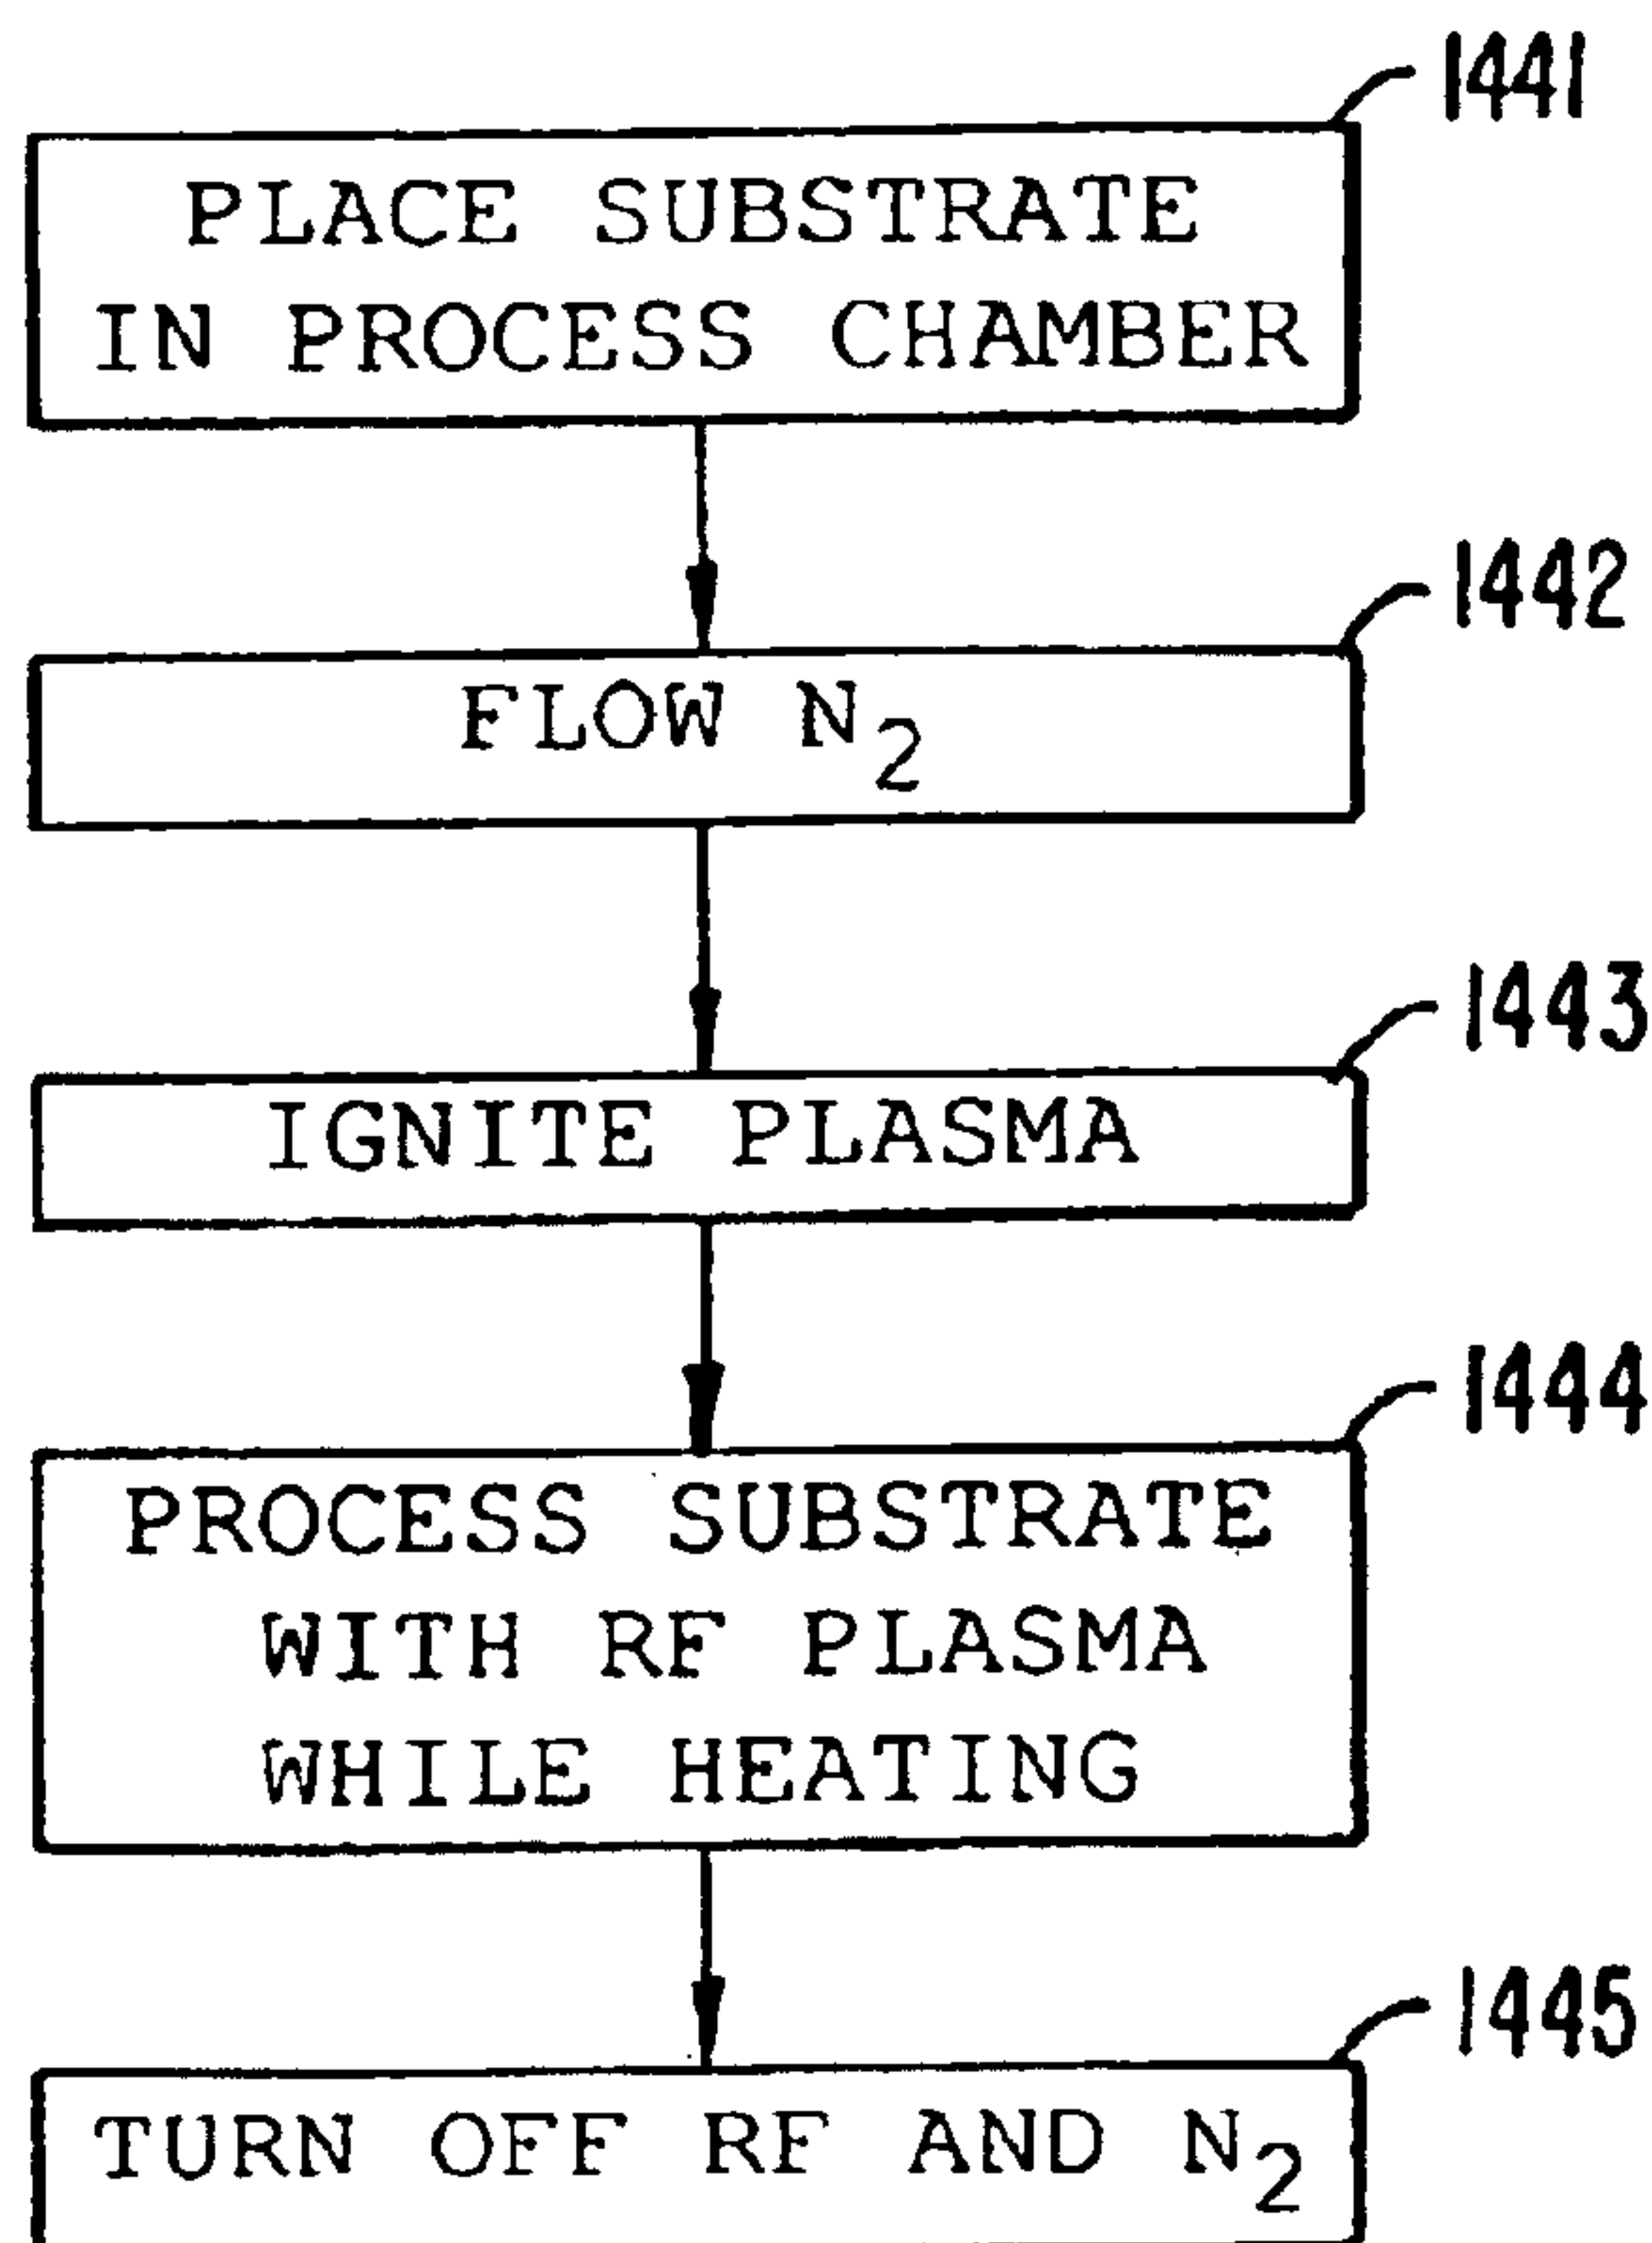 1441
PLACE SUBSTRATE
IN PROCESS CHAMBER
1442
FLOW N2
1443
IGNITE PLASMA
1444
PROCESS SUBSTRATE
WITH RF PLASMA
WHILE HEATING
1445
TURN OFF RF AND N2